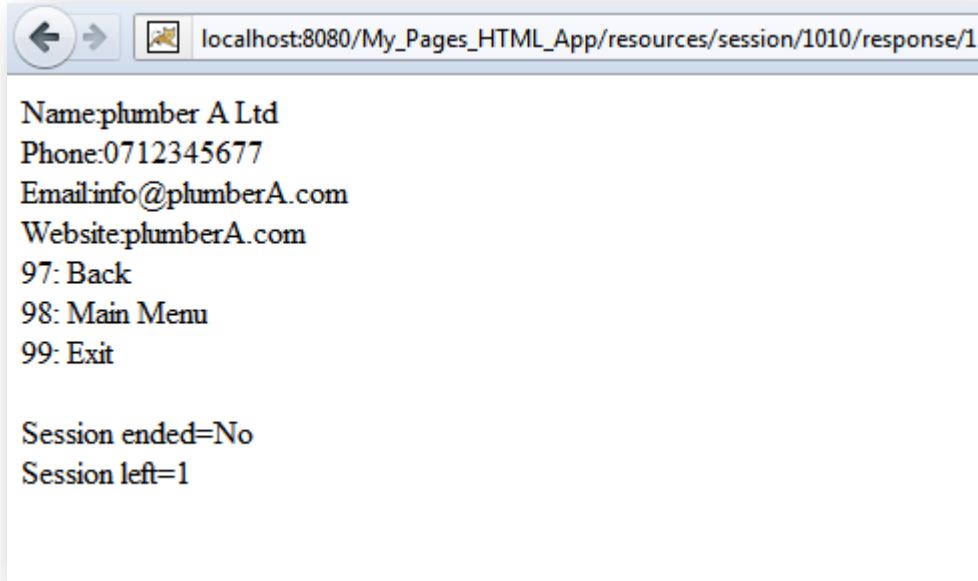 localhost:8080/My_Pages_HTML_App/resources/session/1010/response/1
Name:plumber A Ltd
Phone:0712345677
Email:info@plumberA.com
Website:plumberA.com
97: Back
98: Main Menu
99: Exit
Session ended=No
Session left=1